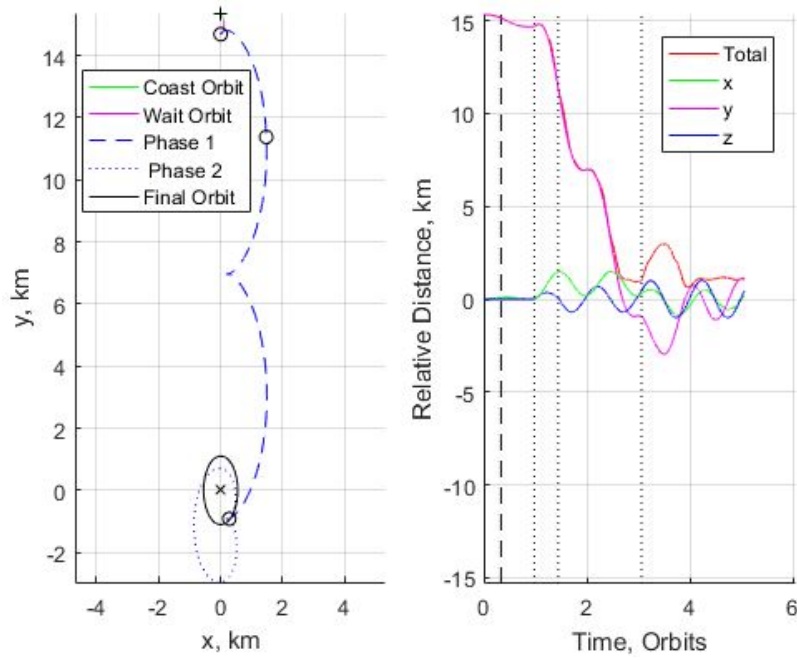 14
12
10
8
6
4
2
0
-2
y, km
-4
-2
0
2
4
x, km
Coast Orbit
Wait Orbit
Phase 1
Phase 2
Final Orbit
15
10
5
0
-5
-10
-15
Relative Distance, km
0
2
4
6
Time, Orbits
Total
x
y
z